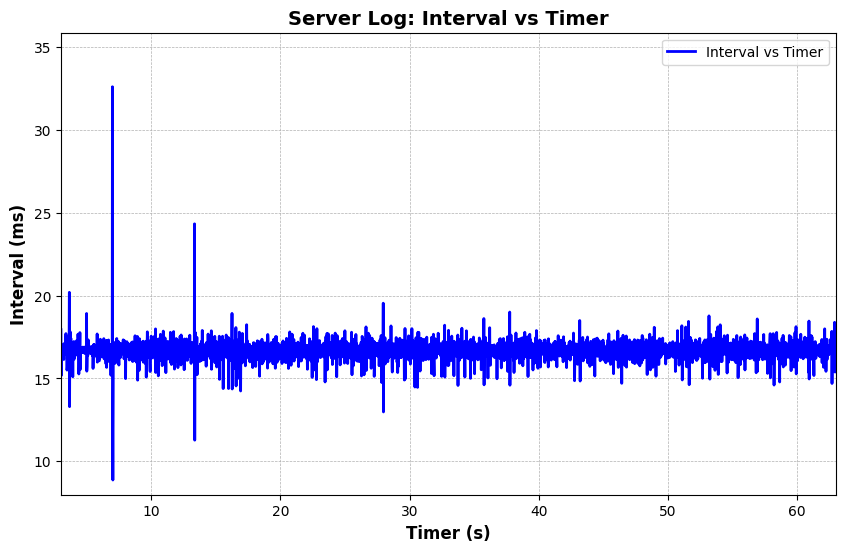 Server Log: Interval vs Timer
Interval vs Timer
35
30
25
20
15
10
Interval (ms)
10 20 30 40 50 60
Timer (s)